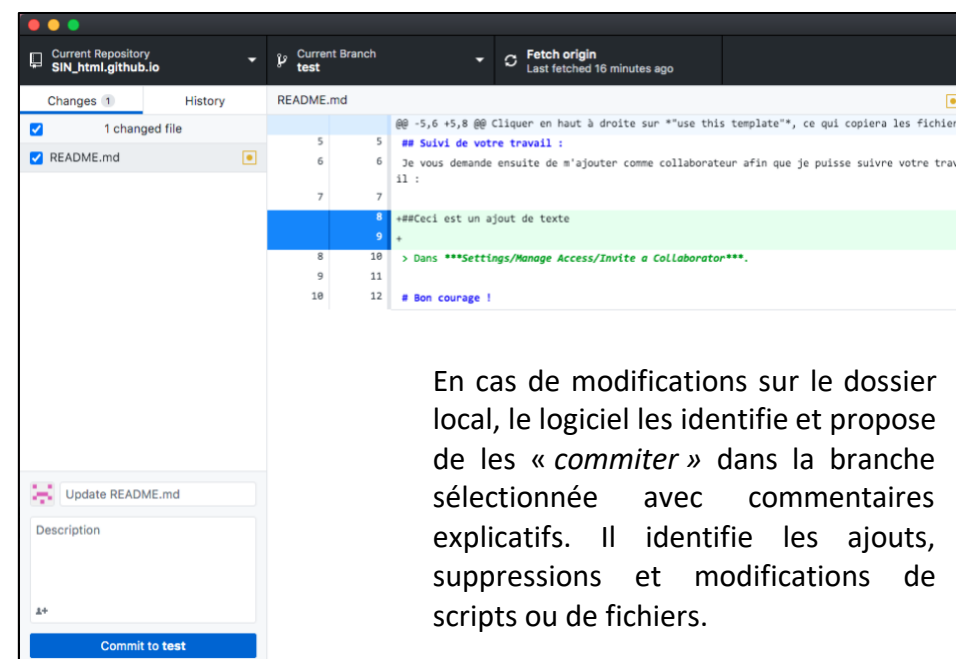 Current Repository
SIN_html.github.io
Current Branch
test
Fetch origin
Last fetched 16 minutes ago
Changes 1
History
README.md
1 changed file
README.md
@@ -5,6 +5,8 @@ Cliquer en haut à droite sur *"use this template"*, ce qui copiera les fichier
5 5 ## Suivi de votre travail :
6 6 Je vous demande ensuite de m'ajouter comme collaborateur afin que je puisse suivre votre trav
il :
7 7
8 +##Ceci est un ajout de texte
9 +
8 10 > Dans ***Settings/Manage Access/Invite a Collaborator***.
9 11
10 12 # Bon courage !
En cas de modifications sur le dossier
local, le logiciel les identifie et propose
de les « commiter » dans la branche
sélectionnée avec commentaires
explicatifs. Il identifie les ajouts,
suppressions et modifications de
scripts ou de fichiers.
Update README.md
Description
Commit to test